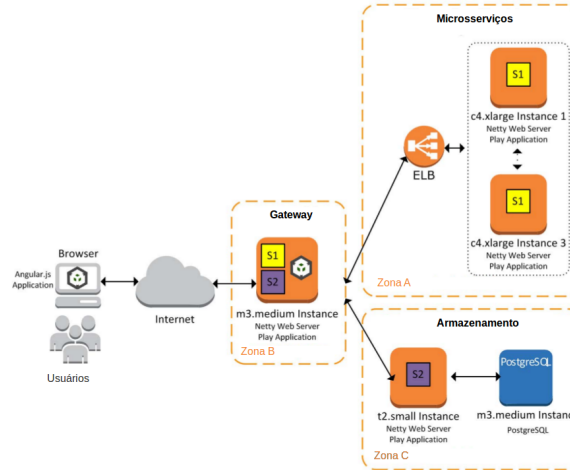 Microsserviços
S1
c4.xlarge Instance 1
Netty Web Server
Play Application
ELB
S1
c4.xlarge Instance 3
Netty Web Server
Play Application
Zona A
Gateway
S1
S2
m3.medium Instance
Netty Web Server
Play Application
Zona B
Browser
Angular.js
Application
Internet
Usuários
Armazenamento
S2
t2.small Instance
Netty Web Server
Play Application
PostgreSQL
m3.medium Instanc
PostgreSQL
Zona C